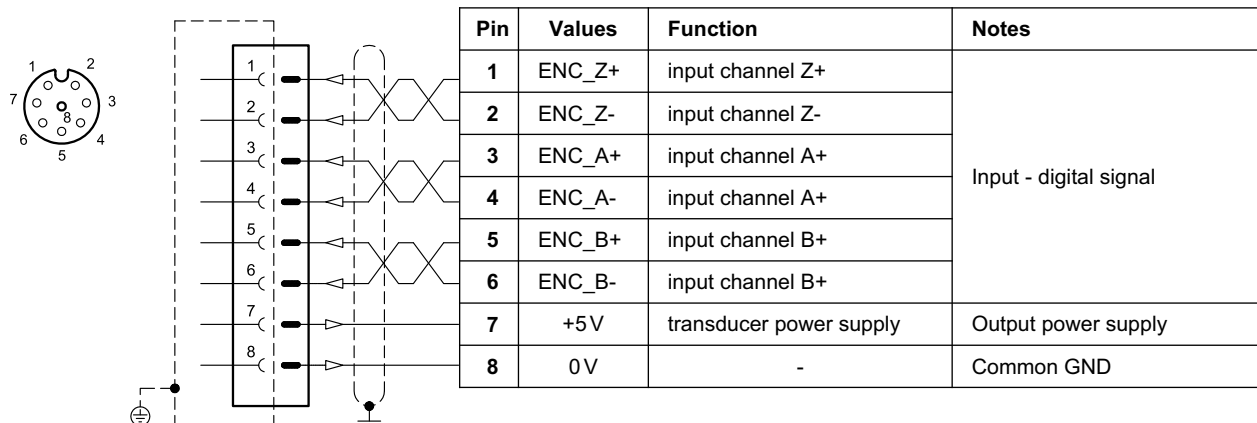 1 2
7 8 3
6 4
5
1
2
3
4
5
6
7
8
Pin Values Function Notes
1 ENC_Z+ input channel Z+
2 ENC_Z- input channel Z-
3 ENC_A+ input channel A+
Input - digital signal
4 ENC_A- input channel A+
5 ENC_B+ input channel B+
6 ENC_B- input channel B+
7 +5V transducer power supply Output power supply
8 0V - Common GND